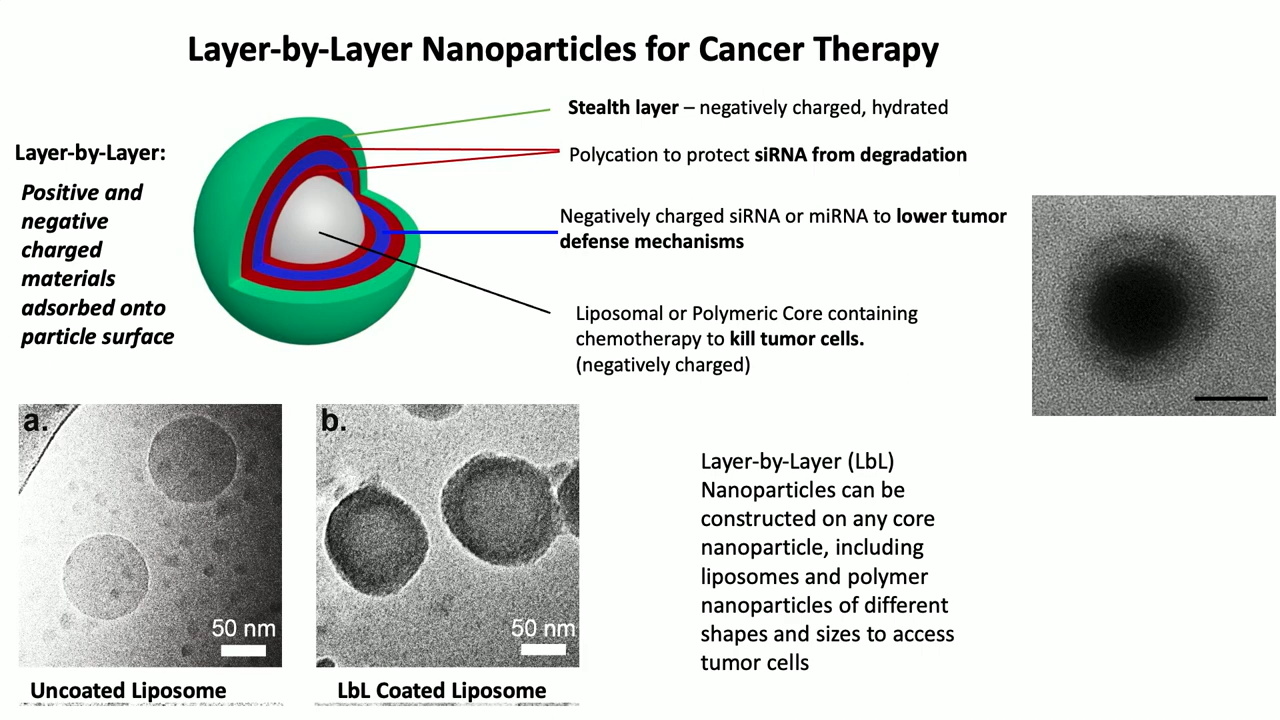 Layer-by-Layer Nanoparticles for Cancer Therapy
Layer-by-Layer:
Positive and
negative
charged
materials
adsorbed onto
particle surface
Stealth layer – negatively charged, hydrated
Polycation to protect siRNA from degradation
Negatively charged siRNA or miRNA to lower tumor
defense mechanisms
Liposomal or Polymeric Core containing
chemotherapy to kill tumor cells.
(negatively charged)
a.
50 nm
Uncoated Liposome
b.
50 nm
LbL Coated Liposome
Layer-by-Layer (LbL)
Nanoparticles can be
constructed on any core
nanoparticle, including
liposomes and polymer
nanoparticles of different
shapes and sizes to access
tumor cells